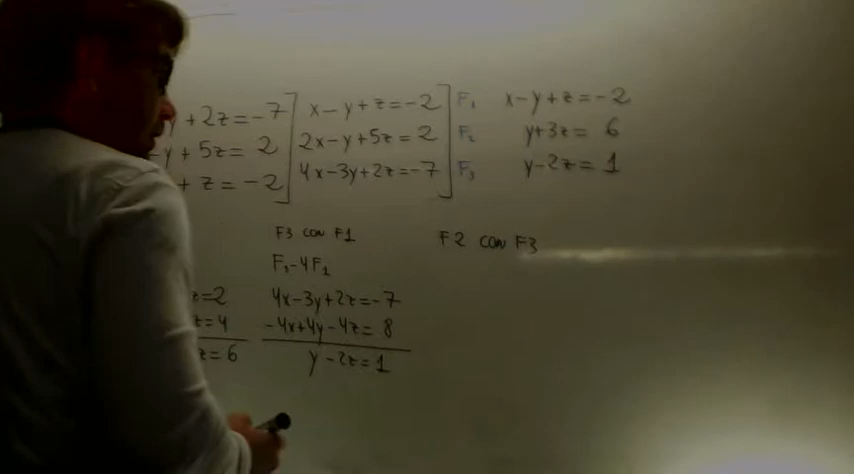 y+2z=-7
-y+5z= 2
+ z = -2
x-y+z=-2
2x-y+5z=2
4x-3y+2z=-7
F₁
F₂
F₃
x-y+z=-2
y+3z= 6
y-2z=1
F3 CON F1
F2 CON F3
F₃-4F₁
z=2
z=4
z=6
4x-3y+2z=-7
-4x+4y-4z= 8
y-2z=1